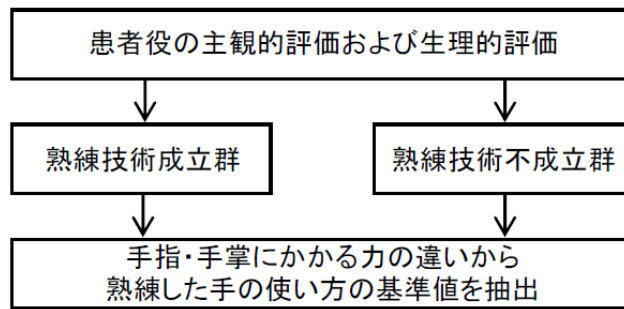 患者役の主観的評価および生理的評価
熟練技術成立群
熟練技術不成立群
手指・手掌にかかる力の違いから
熟練した手の使い方の基準値を抽出